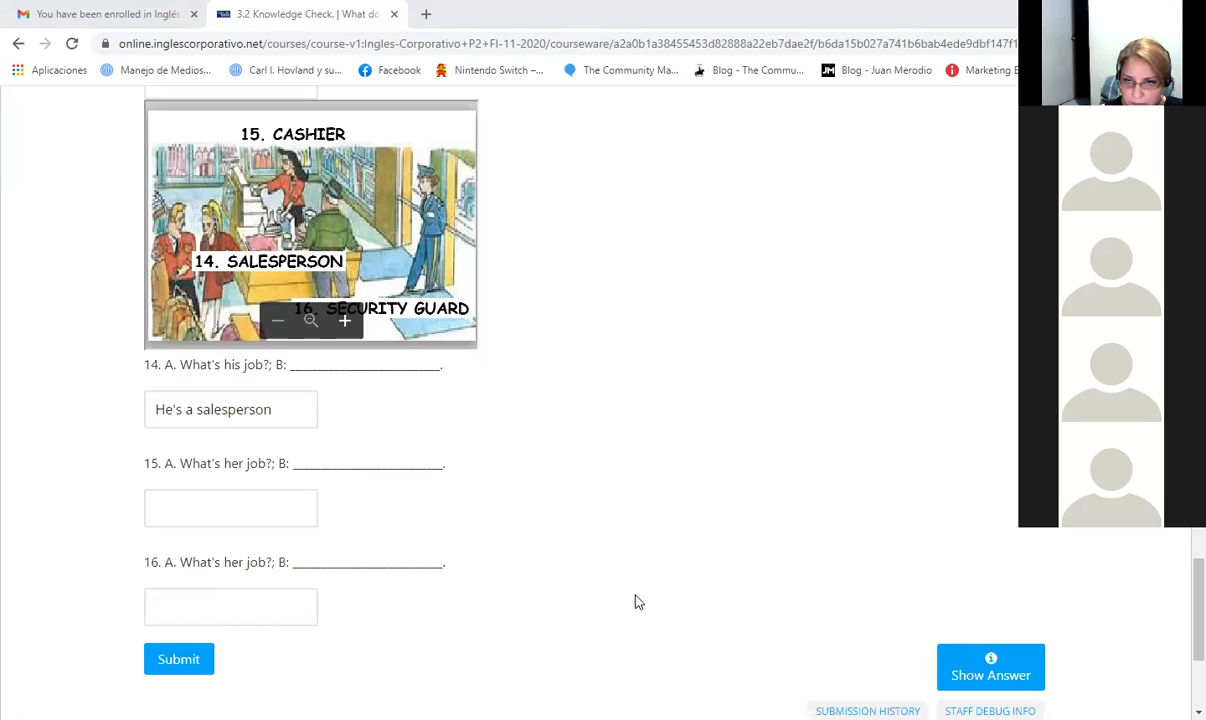 You have been enrolled in Inglés
3.2 Knowledge Check. | What do
online.inglescorporativo.net/courses/course-v1:Ingles-Corporativo+P2+FI-11-2020/courseware/a2a0b1a38455453d82888a22eb7dae2f/b6da15b027a741b6bab4ede9dbf147f1
Aplicaciones
Manejo de Medios...
Carl I. Hovland y su...
Facebook
Nintendo Switch –...
The Community Ma...
Blog - The Commu...
JM Blog - Juan Merodio
Marketing E
15. CASHIER
14. SALESPERSON
16. SECURITY GUARD
14. A. What's his job?; B: ________________________.
He's a salesperson
15. A. What's her job?; B: ________________________.
16. A. What's her job?; B: ________________________.
Submit
Show Answer
SUBMISSION HISTORY
STAFF DEBUG INFO